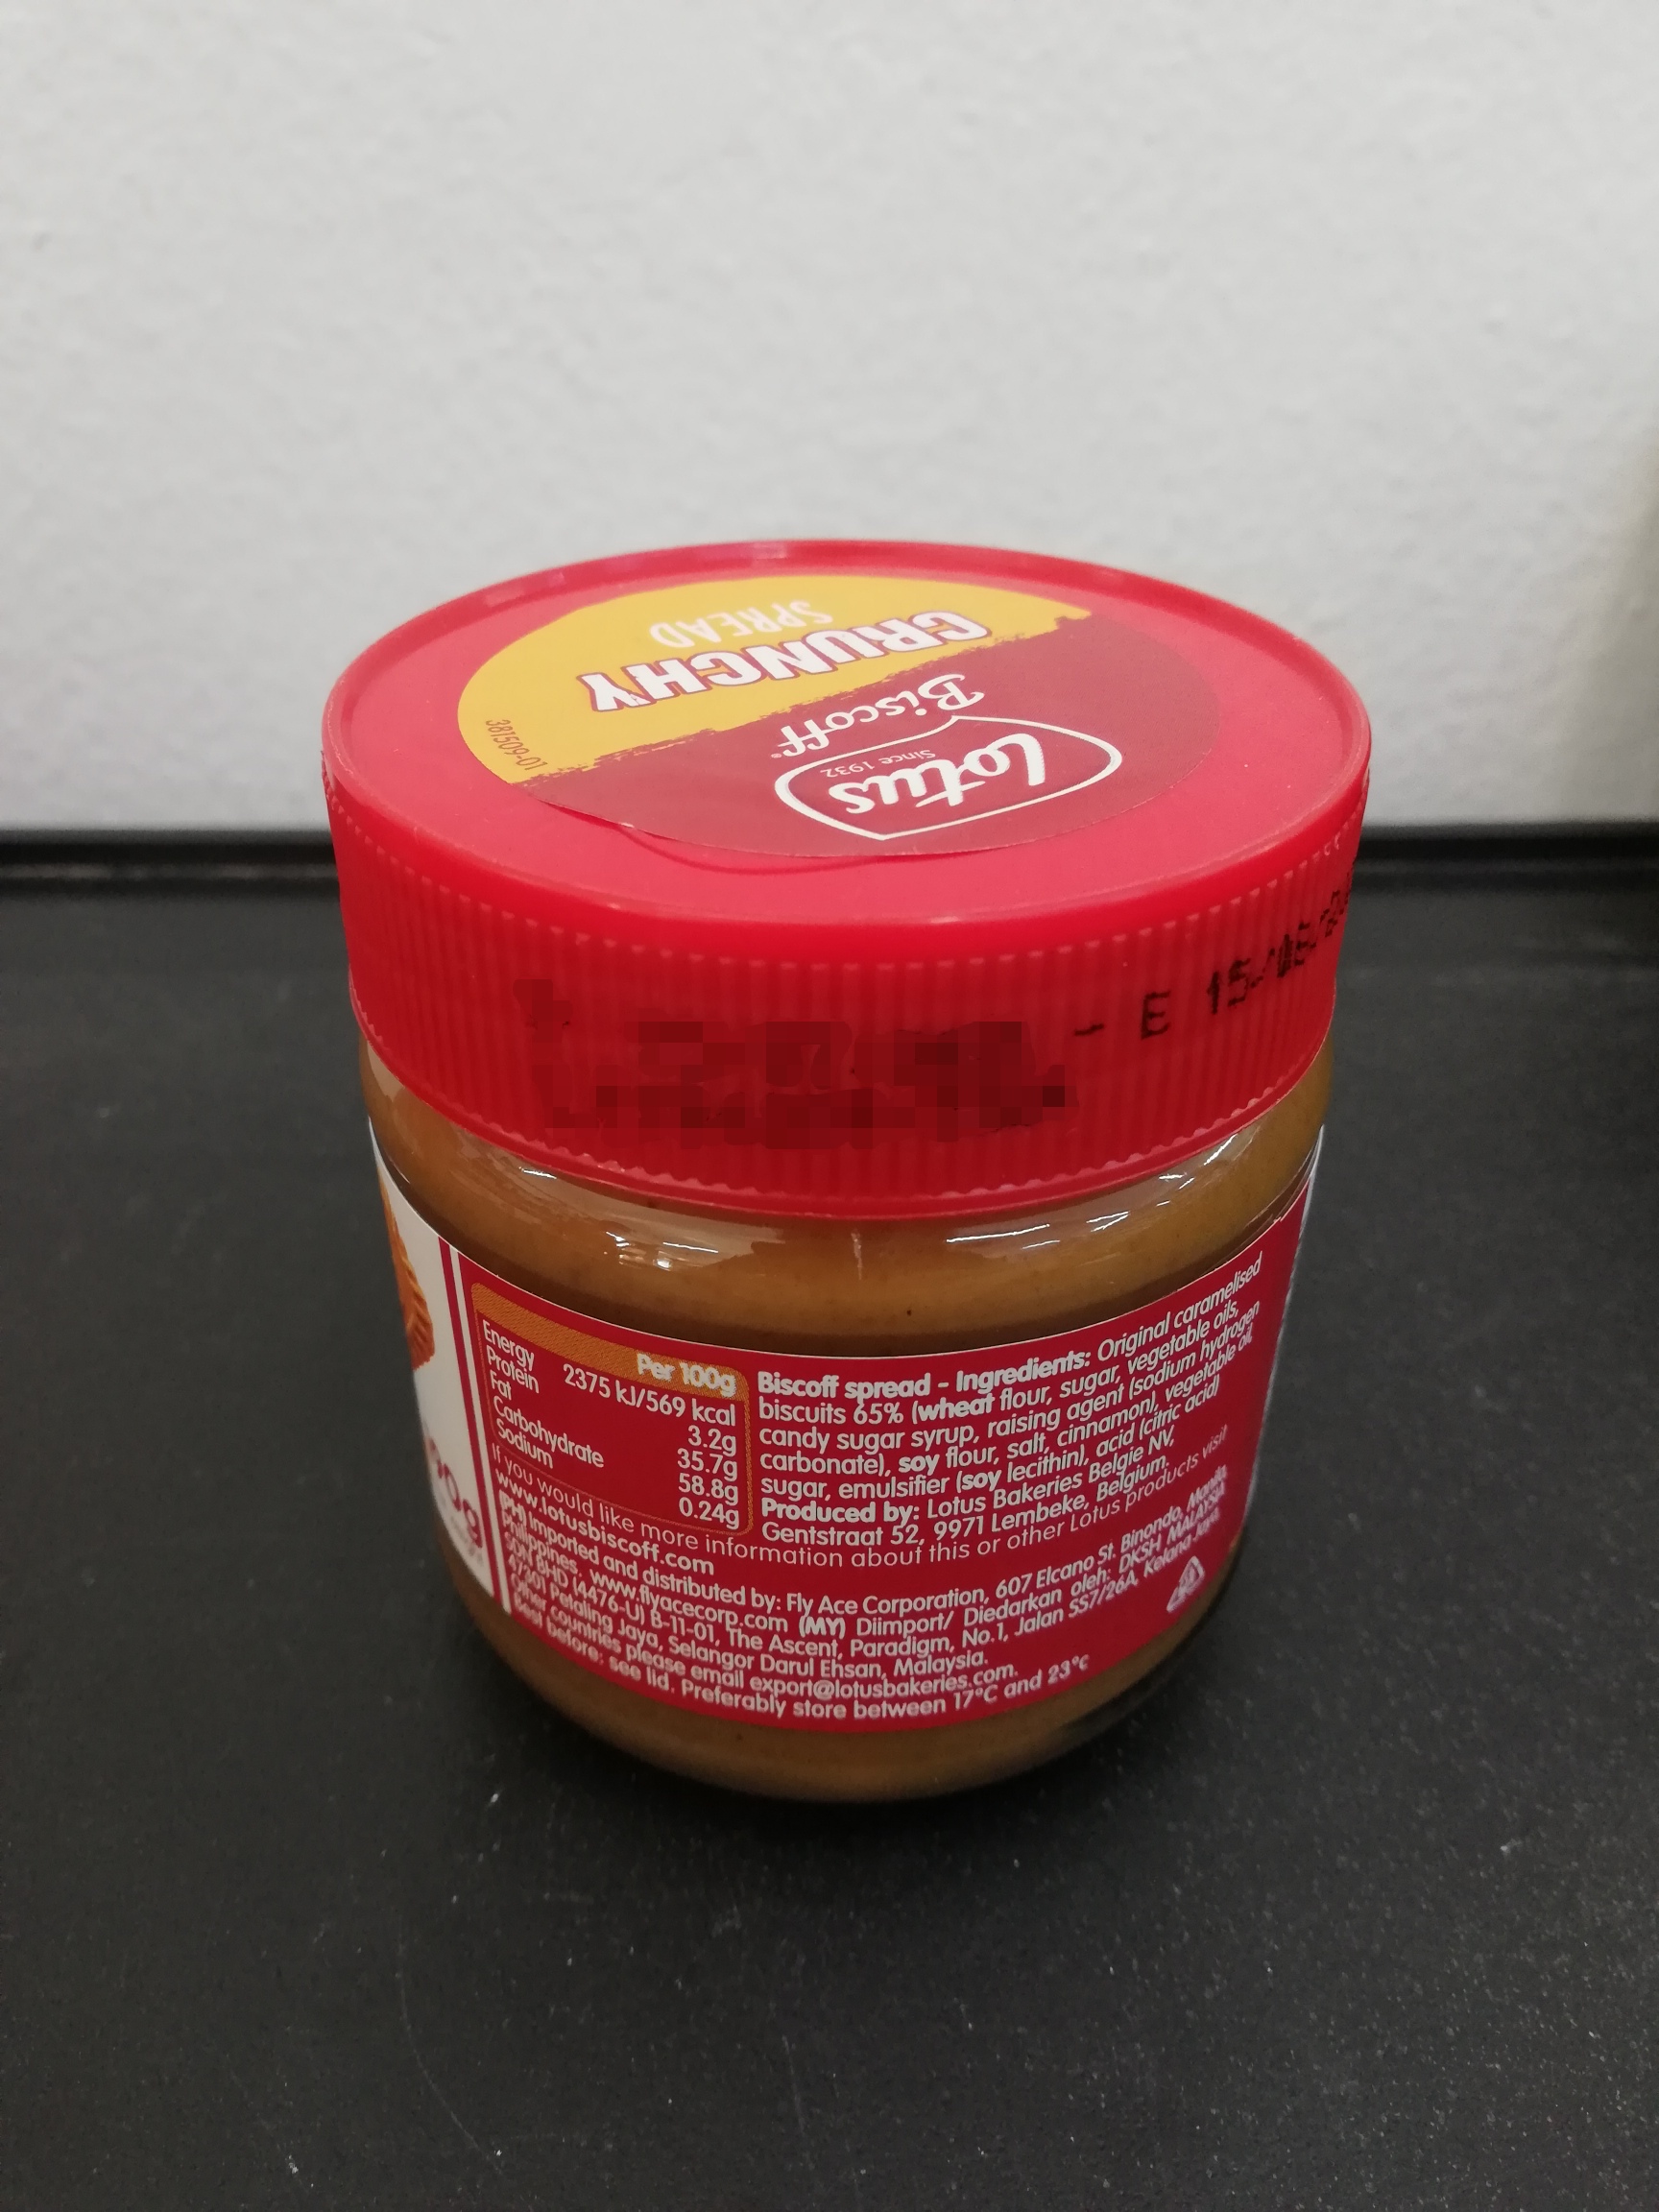 Lotus
Since 1932
Biscoff
CRUNCHY
SPREAD
381509-01
- E 15/08/
Per 100g
Energy 2375 kJ/569 kcal
Protein 3.2g
Fat 35.7g
Carbohydrate 58.8g
Sodium 0.24g
Biscoff spread - Ingredients: Original caramelised
biscuits 65% (wheat flour, sugar, vegetable oils,
candy sugar syrup, raising agent (sodium hydrogen
carbonate), soy flour, salt, cinnamon), vegetable oil,
sugar, emulsifier (soy lecithin), acid (citric acid)
Produced by: Lotus Bakeries Belgie NV,
Gentstraat 52, 9971 Lembeke, Belgium.
If you would like more information about this or other Lotus products visit
www.lotusbiscoff.com
(PH) Imported and distributed by: Fly Ace Corporation, 607 Elcano St. Binondo, Manila,
Philippines. www.flyacecorp.com (MY) Diimport/ Diedarkan oleh: DKSH MALAYSIA
SDN BHD (4476-U) B-11-01, The Ascent, Paradigm, No.1, Jalan SS7/26A, Kelana Jaya,
47301 Petaling Jaya, Selangor Darul Ehsan, Malaysia.
Other countries please email export@lotusbakeries.com.
Best before: see lid. Preferably store between 17°C and 23°C